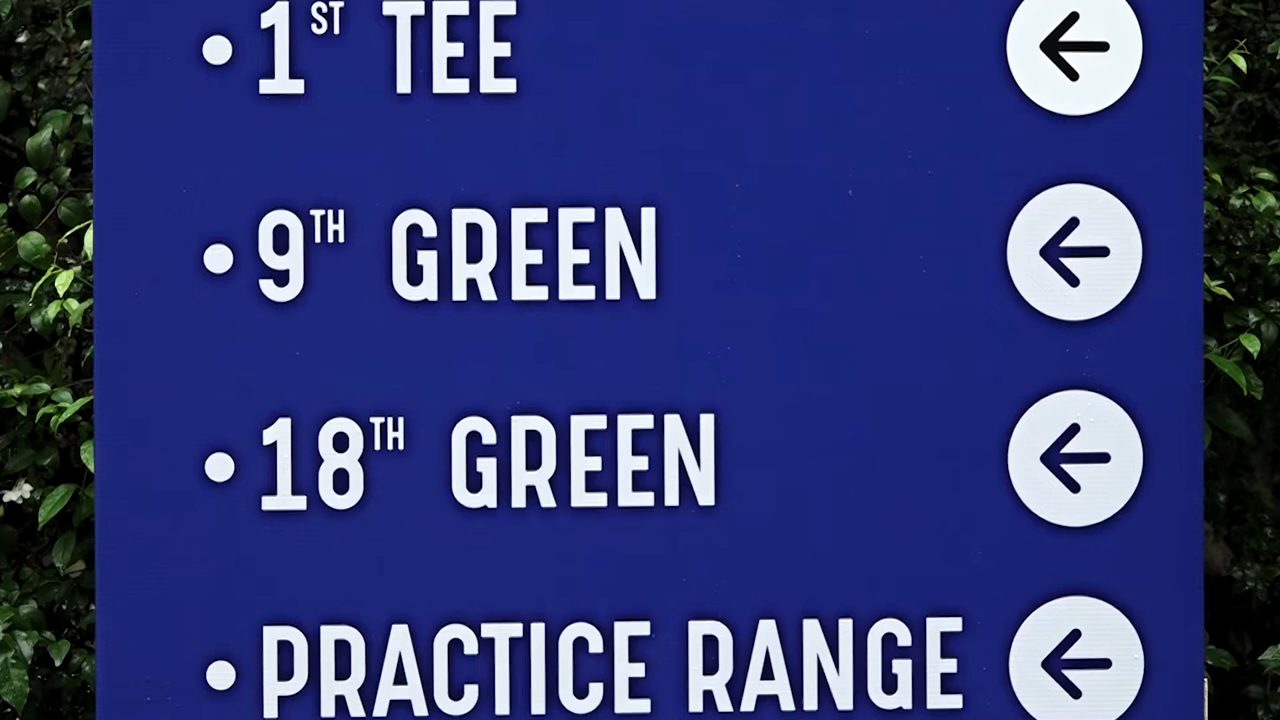 • 1ST TEE ←
• 9TH GREEN ←
• 18TH GREEN ←
• PRACTICE RANGE ←